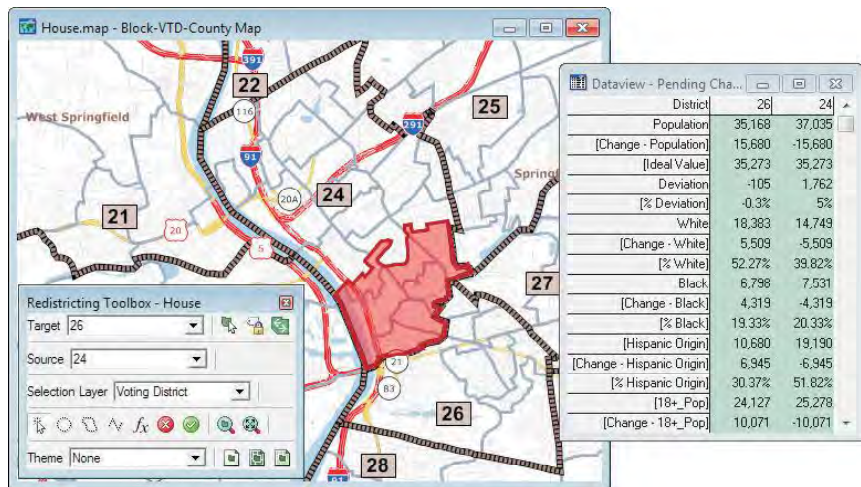 House.map - Block-VTD-County Map
391
22
116
West Springfield
25
291
91
Spring
20A
24
21
20
5
27
21
83
26
28
91
Redistricting Toolbox - House
Target 26
Source 24
Selection Layer Voting District
fx
Theme None
Dataview - Pending Cha...
District 26 24
Population 35,168 37,035
[Change - Population] 15,680 -15,680
[Ideal Value] 35,273 35,273
Deviation -105 1,762
[% Deviation] -0.3% 5%
White 18,383 14,749
[Change - White] 5,509 -5,509
[% White] 52.27% 39.82%
Black 6,798 7,531
[Change - Black] 4,319 -4,319
[% Black] 19.33% 20.33%
[Hispanic Origin] 10,680 19,190
[Change - Hispanic Origin] 6,945 -6,945
[% Hispanic Origin] 30.37% 51.82%
[18+_Pop] 24,127 25,278
[Change - 18+_Pop] 10,071 -10,071